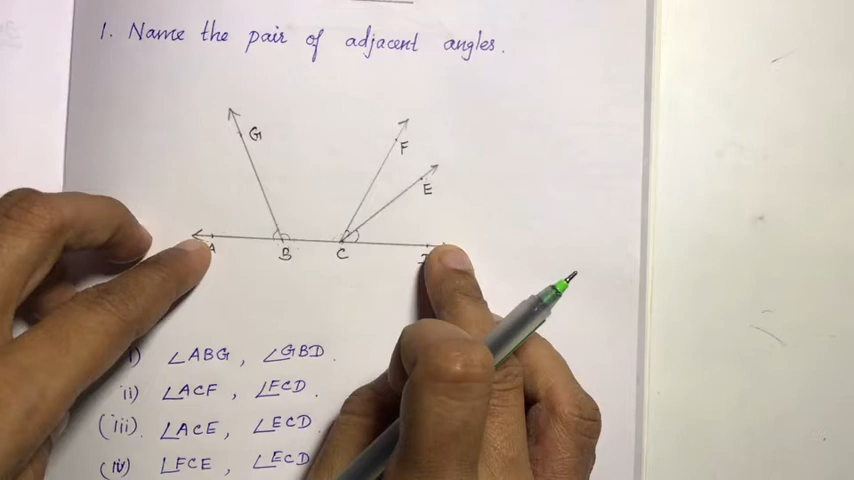 1. Name the pair of adjacent angles.
G
F
E
A B C
i) ∠ABG, ∠GBD.
ii) ∠ACF, ∠FCD.
(iii). ∠ACE, ∠ECD.
(iv) ∠FCE, ∠ECD